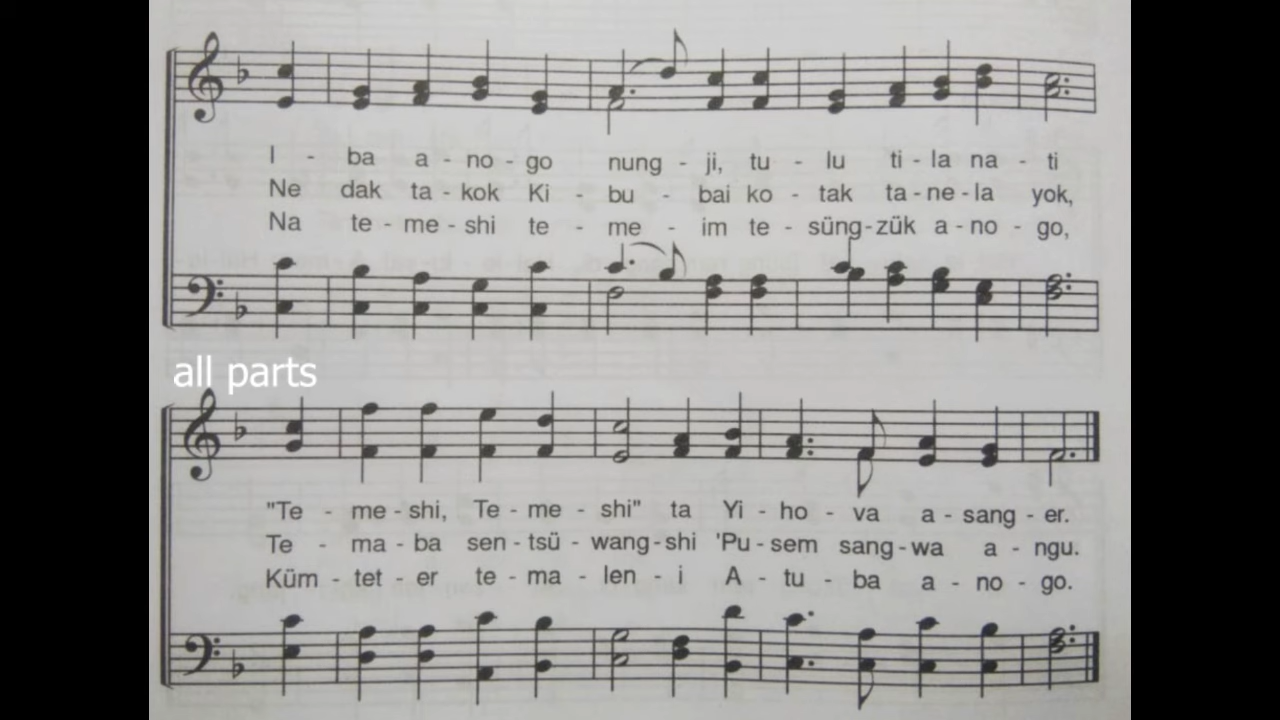 I - ba a - no - go nung - ji, tu - lu ti - la na - ti
Ne dak ta - kok Ki - bu - bai ko - tak ta - ne - la yok,
Na te - me - shi te - me - im te - süng - zük a - no - go,
all parts
"Te - me - shi, Te - me - shi" ta Yi - ho - va a - sang - er.
Te - ma - ba sen - tsü - wang - shi 'Pu - sem sang - wa a - ngu.
Küm - tet - er te - ma - len - i A - tu ba a - no - go.